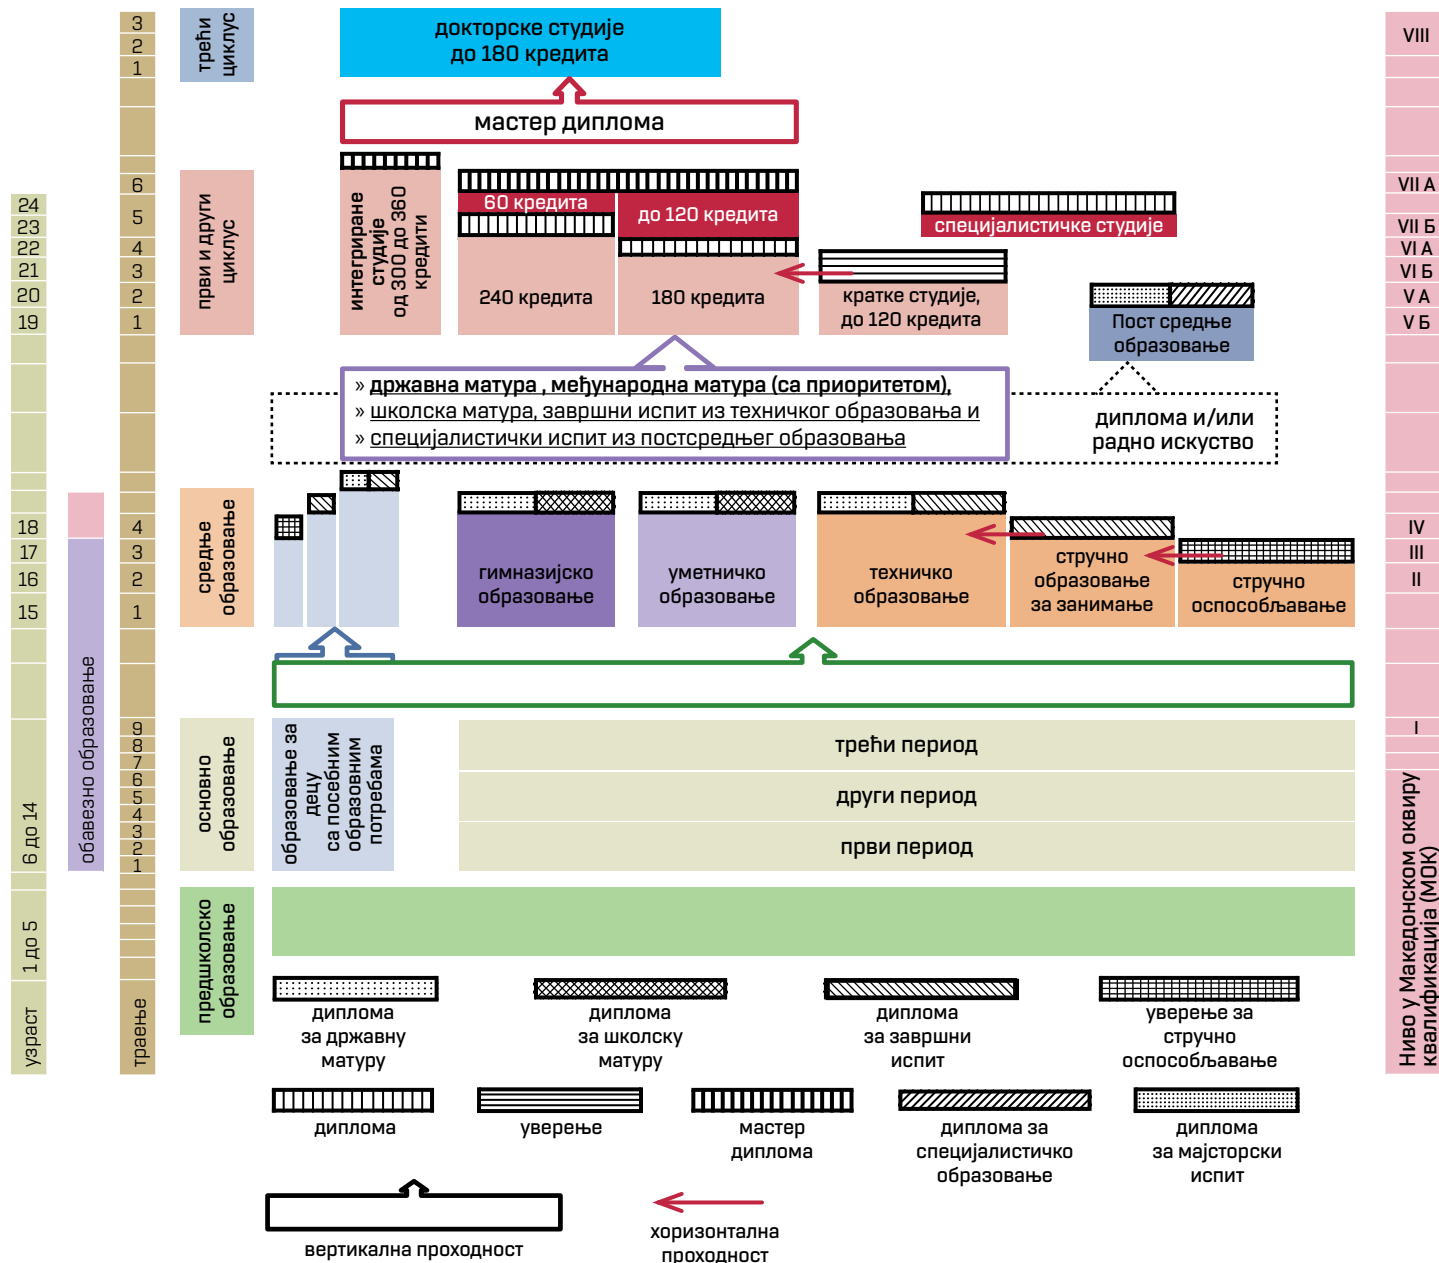 3
2
1
трећи
циклус
докторске студије
до 180 кредита
VIII
мастер диплома
6
5
4
3
2
1
24
23
22
21
20
19
први и други
циклус
интегриране
студије
од 300 до 360
кредити
60 кредита
240 кредита
до 120 кредита
180 кредита
специјалистичке студије
кратке студије,
до 120 кредита
Пост средње
образовање
VII А
VII Б
VI А
VI Б
V А
V Б
» државна матура , међународна матура (са приоритетом),
» школска матура, завршни испит из техничког образовања и
» специјалистички испит из постсредњег образовања
диплома и/или
радно искуство
18
17
16
15
4
3
2
1
средње
образовање
гимназијско
образовање
уметничко
образовање
техничко
образовање
стручно
образовање
за занимање
стручно
оспособљавање
IV
III
II
обавезно образовање
6 до 14
9
8
7
6
5
4
3
2
1
основно
образовање
образовање за
децу
са посебним
образовним
потребама
трећи период
други период
први период
I
1 до 5
узраст
траење
предшколско
образовање
Ниво у Македонском оквиру
квалификација (МОК)
диплома
за државну
матуру
диплома
за школску
матуру
диплома
за завршни
испит
уверење за
стручно
оспособљавање
диплома
уверење
мастер
диплома
диплома за
специјалистичко
образовање
диплома
за мајсторски
испит
вертикална проходност
хоризонтална
проходност